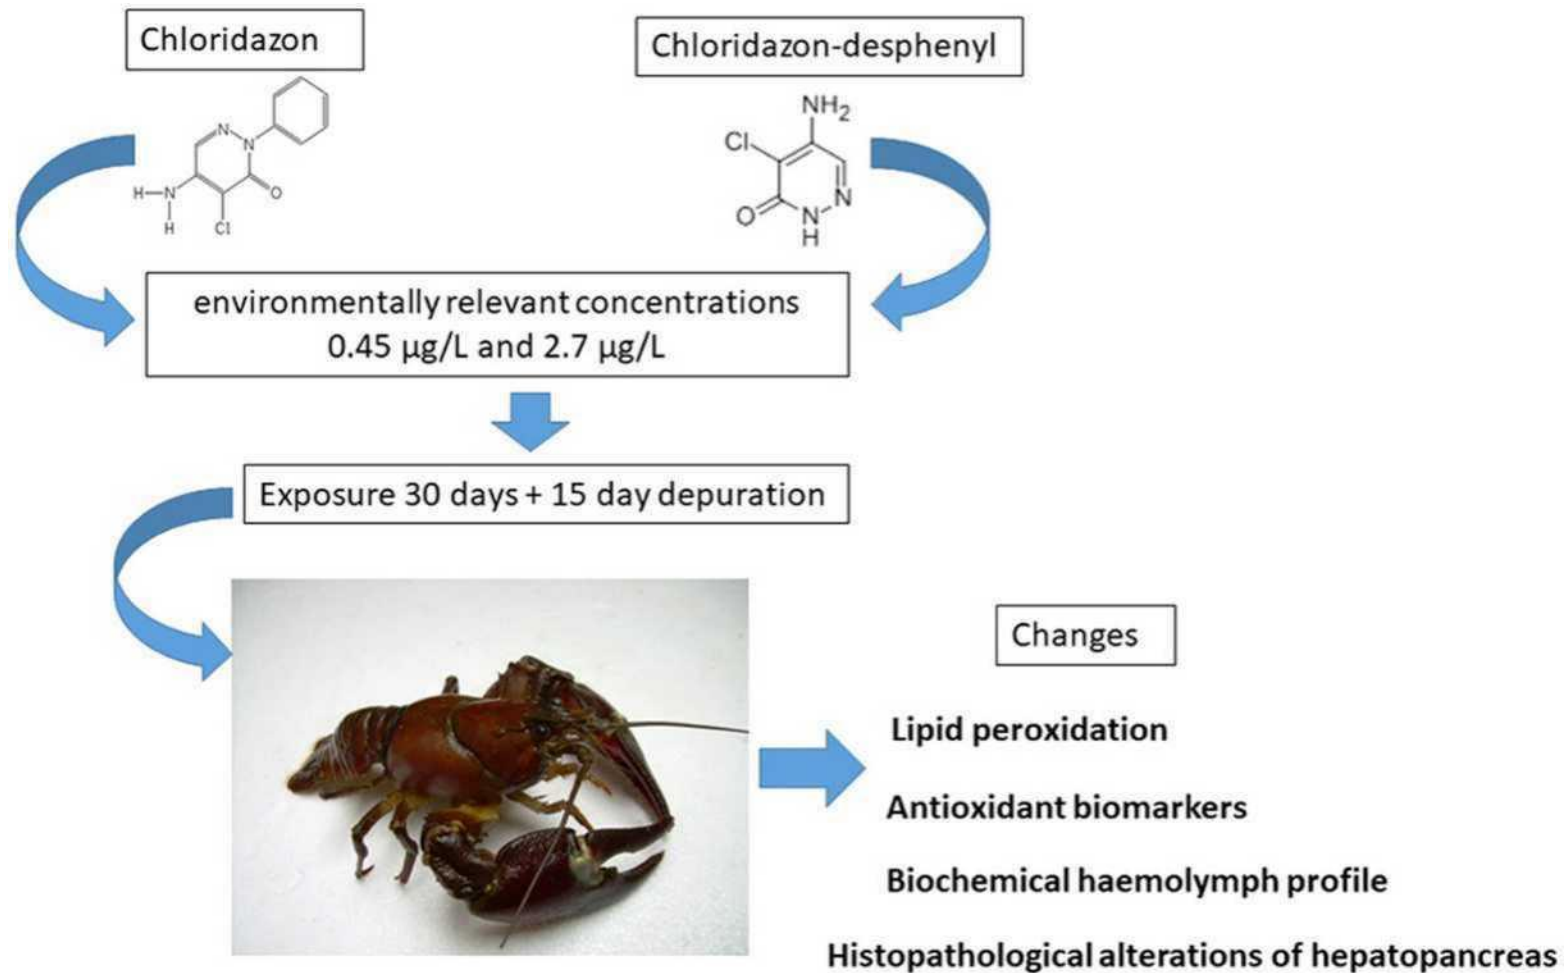 Chloridazon
Chloridazon-desphenyl
N
N
O
H—N
H
Cl
NH₂
Cl
O
N
N
H
environmentally relevant concentrations
0.45 µg/L and 2.7 µg/L
Exposure 30 days + 15 day depuration
Changes
Lipid peroxidation
Antioxidant biomarkers
Biochemical haemolymph profile
Histopathological alterations of hepatopancreas